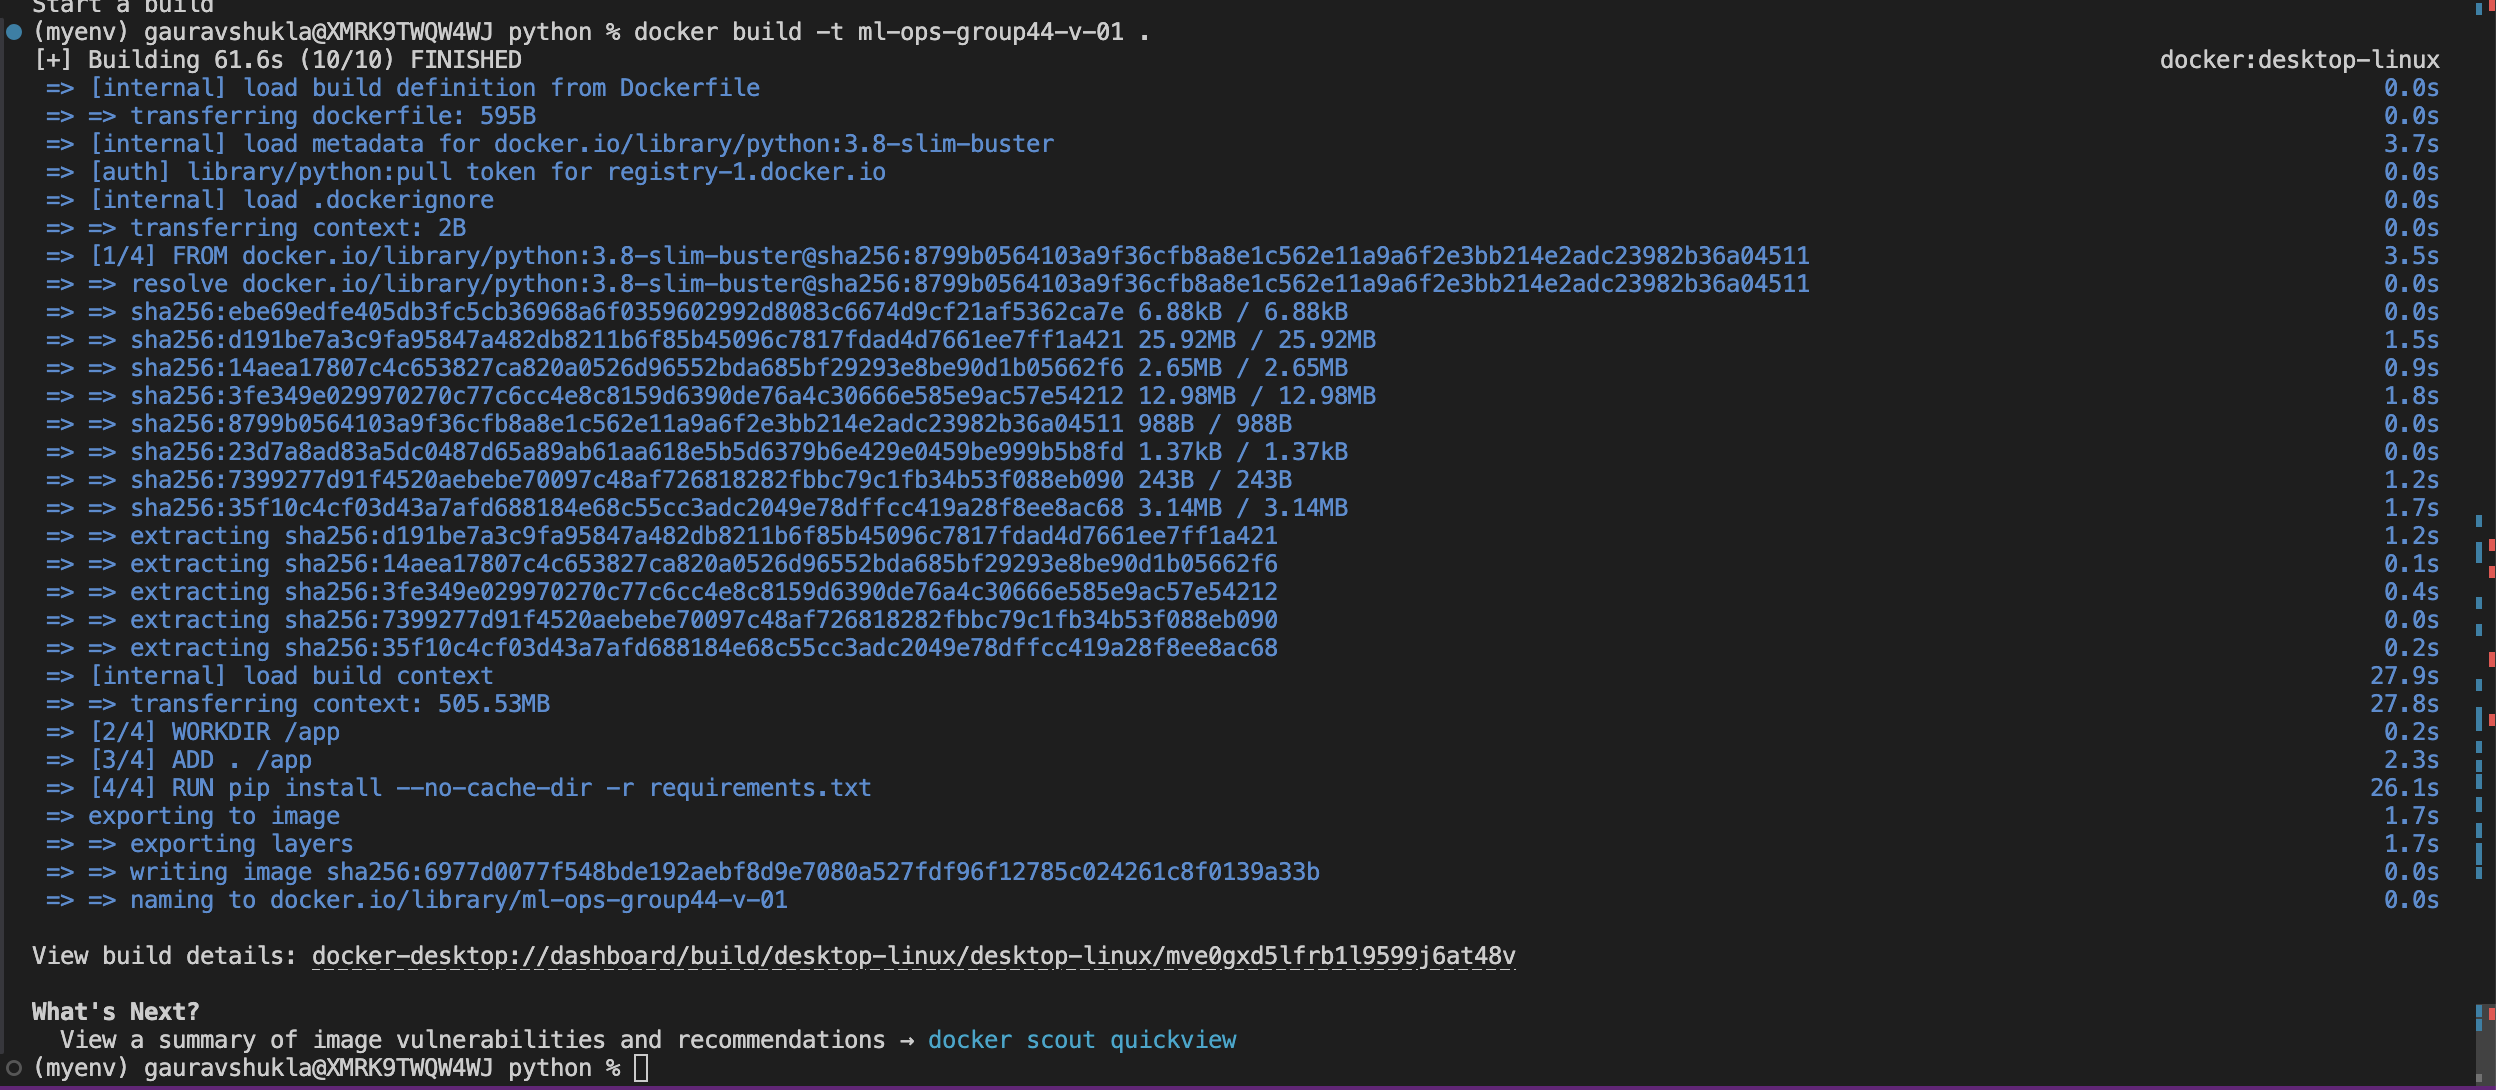 Start a build
(myenv) gauravshukla@XMRK9TWQW4WJ python % docker build -t ml-ops-group44-v-01 .
[+] Building 61.6s (10/10) FINISHED docker:desktop-linux
=> [internal] load build definition from Dockerfile 0.0s
=> => transferring dockerfile: 595B 0.0s
=> [internal] load metadata for docker.io/library/python:3.8-slim-buster 3.7s
=> [auth] library/python:pull token for registry-1.docker.io 0.0s
=> [internal] load .dockerignore 0.0s
=> => transferring context: 2B 0.0s
=> [1/4] FROM docker.io/library/python:3.8-slim-buster@sha256:8799b0564103a9f36cfb8a8e1c562e11a9a6f2e3bb214e2adc23982b36a04511 3.5s
=> => resolve docker.io/library/python:3.8-slim-buster@sha256:8799b0564103a9f36cfb8a8e1c562e11a9a6f2e3bb214e2adc23982b36a04511 0.0s
=> => sha256:ebe69edfe405db3fc5cb36968a6f0359602992d8083c6674d9cf21af5362ca7e 6.88kB / 6.88kB 0.0s
=> => sha256:d191be7a3c9fa95847a482db8211b6f85b45096c7817fdad4d7661ee7ff1a421 25.92MB / 25.92MB 1.5s
=> => sha256:14aea17807c4c653827ca820a0526d96552bda685bf29293e8be90d1b05662f6 2.65MB / 2.65MB 0.9s
=> => sha256:3fe349e029970270c77c6cc4e8c8159d6390de76a4c30666e585e9ac57e54212 12.98MB / 12.98MB 1.8s
=> => sha256:8799b0564103a9f36cfb8a8e1c562e11a9a6f2e3bb214e2adc23982b36a04511 988B / 988B 0.0s
=> => sha256:23d7a8ad83a5dc0487d65a89ab61aa618e5b5d6379b6e429e0459be999b5b8fd 1.37kB / 1.37kB 0.0s
=> => sha256:7399277d91f4520aebebe70097c48af726818282fbbc79c1fb34b53f088eb090 243B / 243B 1.2s
=> => sha256:35f10c4cf03d43a7afd688184e68c55cc3adc2049e78dffcc419a28f8ee8ac68 3.14MB / 3.14MB 1.7s
=> => extracting sha256:d191be7a3c9fa95847a482db8211b6f85b45096c7817fdad4d7661ee7ff1a421 1.2s
=> => extracting sha256:14aea17807c4c653827ca820a0526d96552bda685bf29293e8be90d1b05662f6 0.1s
=> => extracting sha256:3fe349e029970270c77c6cc4e8c8159d6390de76a4c30666e585e9ac57e54212 0.4s
=> => extracting sha256:7399277d91f4520aebebe70097c48af726818282fbbc79c1fb34b53f088eb090 0.0s
=> => extracting sha256:35f10c4cf03d43a7afd688184e68c55cc3adc2049e78dffcc419a28f8ee8ac68 0.2s
=> [internal] load build context 27.9s
=> => transferring context: 505.53MB 27.8s
=> [2/4] WORKDIR /app 0.2s
=> [3/4] ADD . /app 2.3s
=> [4/4] RUN pip install --no-cache-dir -r requirements.txt 26.1s
=> exporting to image 1.7s
=> => exporting layers 1.7s
=> => writing image sha256:6977d0077f548bde192aebf8d9e7080a527fdf96f12785c024261c8f0139a33b 0.0s
=> => naming to docker.io/library/ml-ops-group44-v-01 0.0s
View build details: docker-desktop://dashboard/build/desktop-linux/desktop-linux/mve0gxd5lfrb1l9599j6at48v
What's Next?
View a summary of image vulnerabilities and recommendations → docker scout quickview
(myenv) gauravshukla@XMRK9TWQW4WJ python %